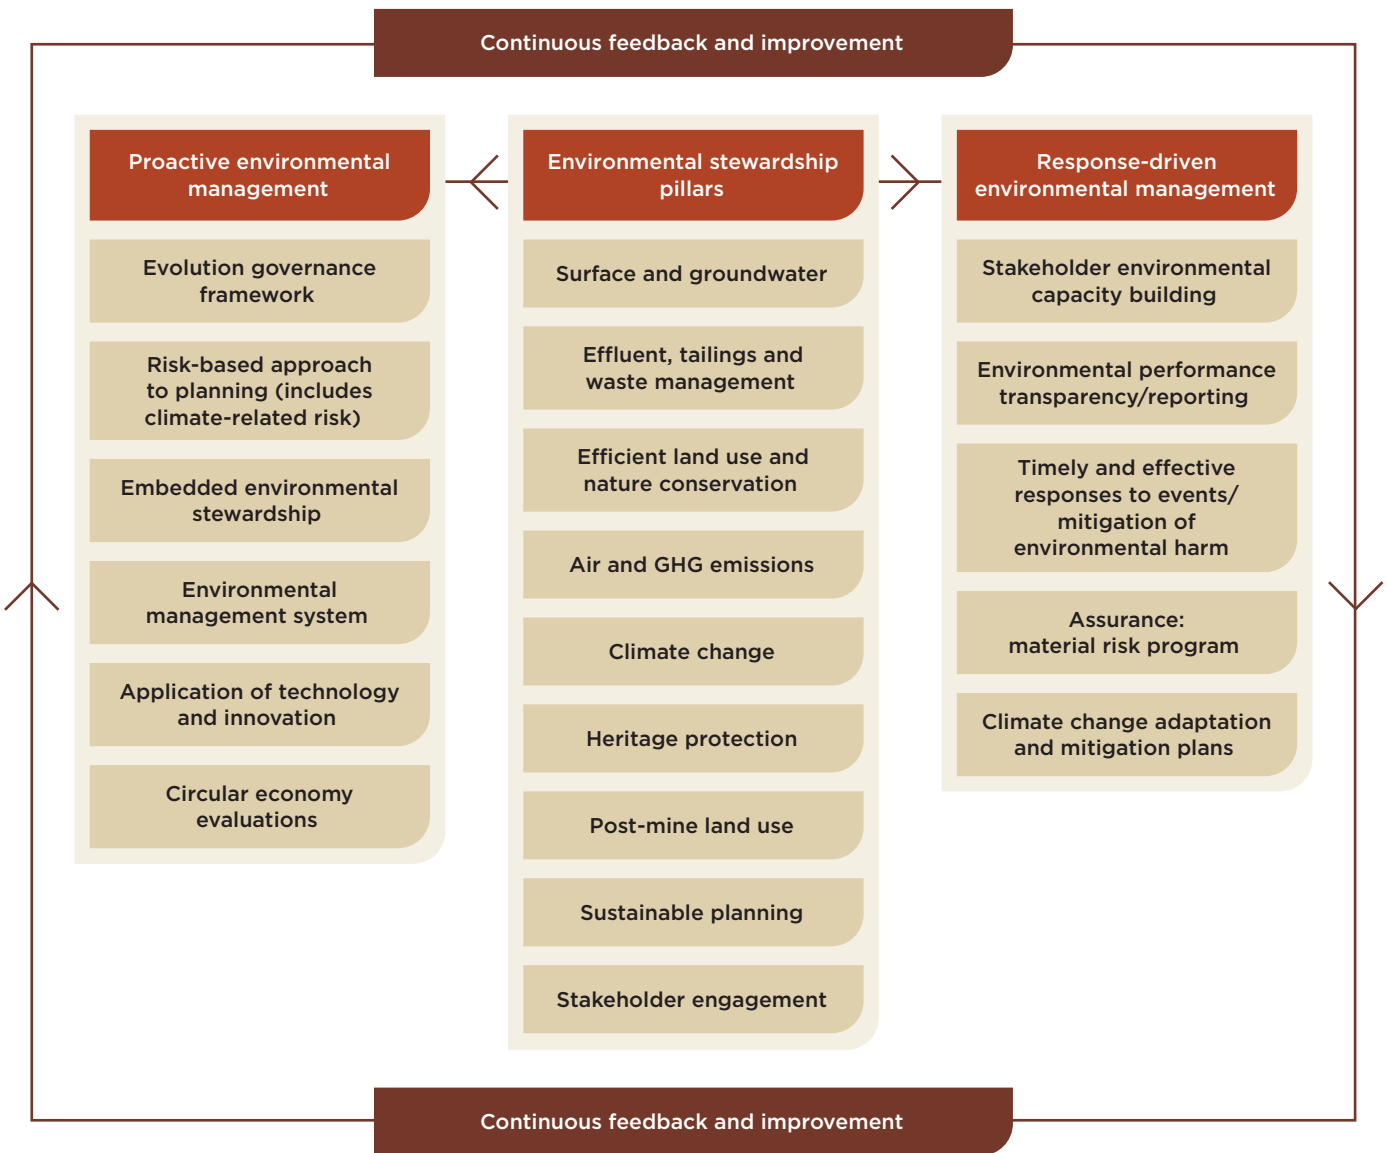 Continuous feedback and improvement
Proactive environmental
management
Evolution governance
framework
Risk-based approach
to planning (includes
climate-related risk)
Embedded environmental
stewardship
Environmental
management system
Application of technology
and innovation
Circular economy
evaluations
Environmental stewardship
pillars
Surface and groundwater
Effluent, tailings and
waste management
Efficient land use and
nature conservation
Air and GHG emissions
Climate change
Heritage protection
Post-mine land use
Sustainable planning
Stakeholder engagement
Response-driven
environmental management
Stakeholder environmental
capacity building
Environmental performance
transparency/reporting
Timely and effective
responses to events/
mitigation of
environmental harm
Assurance:
material risk program
Climate change adaptation
and mitigation plans
Continuous feedback and improvement